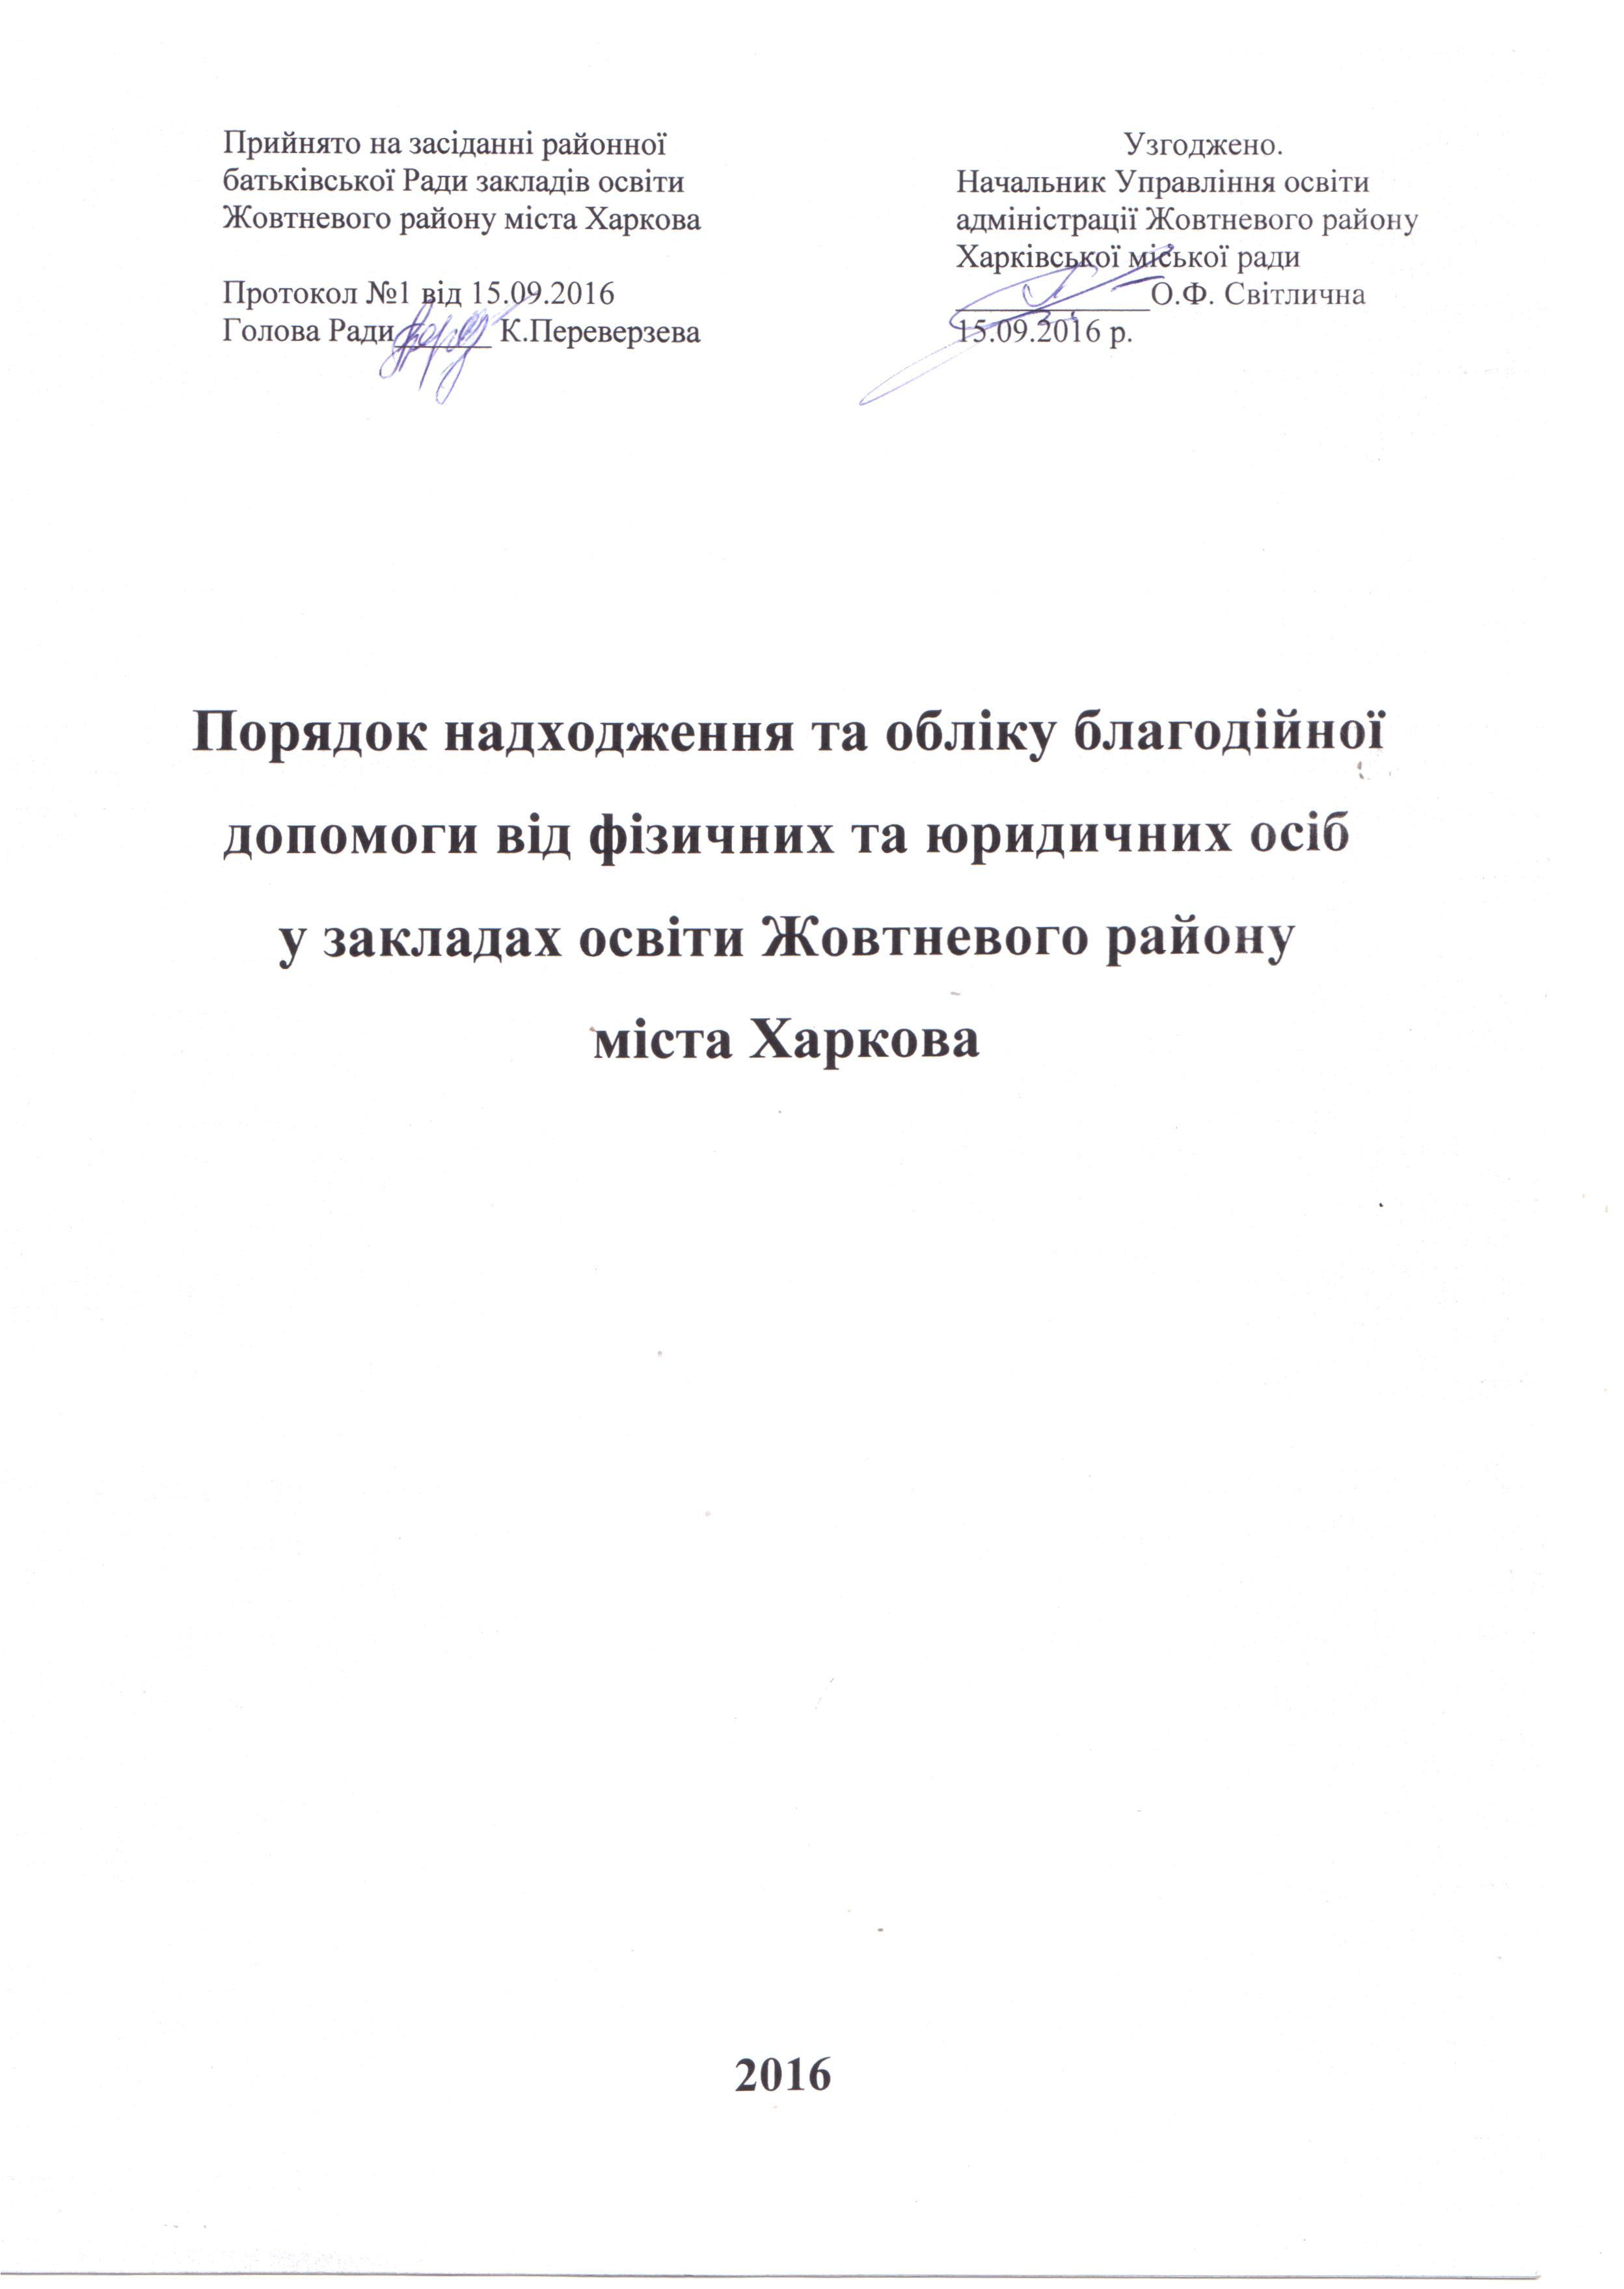 Прийнято на засіданні районної
батьківської Ради закладів освіти
Жовтневого району міста Харкова
Протокол №1 від 15.09.2016
Голова Ради______ К.Переверзева
Узгоджено.
Начальник Управління освіти
адміністрації Жовтневого району
Харківської міської ради
____________О.Ф. Світлична
15.09.2016 р.
Порядок надходження та обліку благодійної
допомоги від фізичних та юридичних осіб
у закладах освіти Жовтневого району
міста Харкова
2016